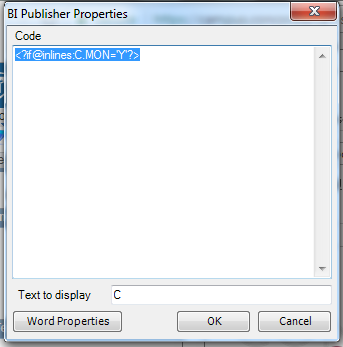 BI Publisher Properties
Code
<?if@inlines:C.MON='Y'?>
Text to display
C
Word Properties
OK
Cancel